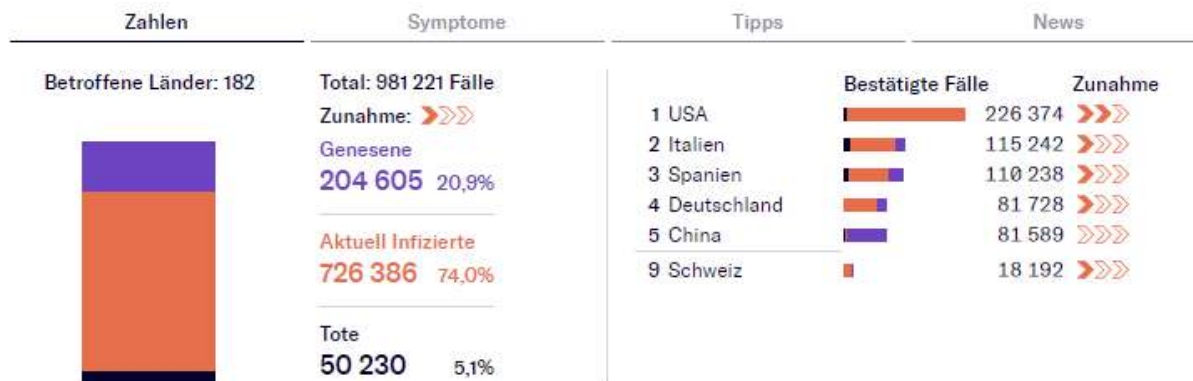 Zahlen
Symptome
Tipps
News
Betroffene Länder: 182
Total: 981 221 Fälle
Zunahme:
Genesene
204 605 20,9%
Aktuell Infizierte
726 386 74,0%
Tote
50 230 5,1%
Bestätigte Fälle Zunahme
1 USA 226 374
2 Italien 115 242
3 Spanien 110 238
4 Deutschland 81 728
5 China 81 589
9 Schweiz 18 192